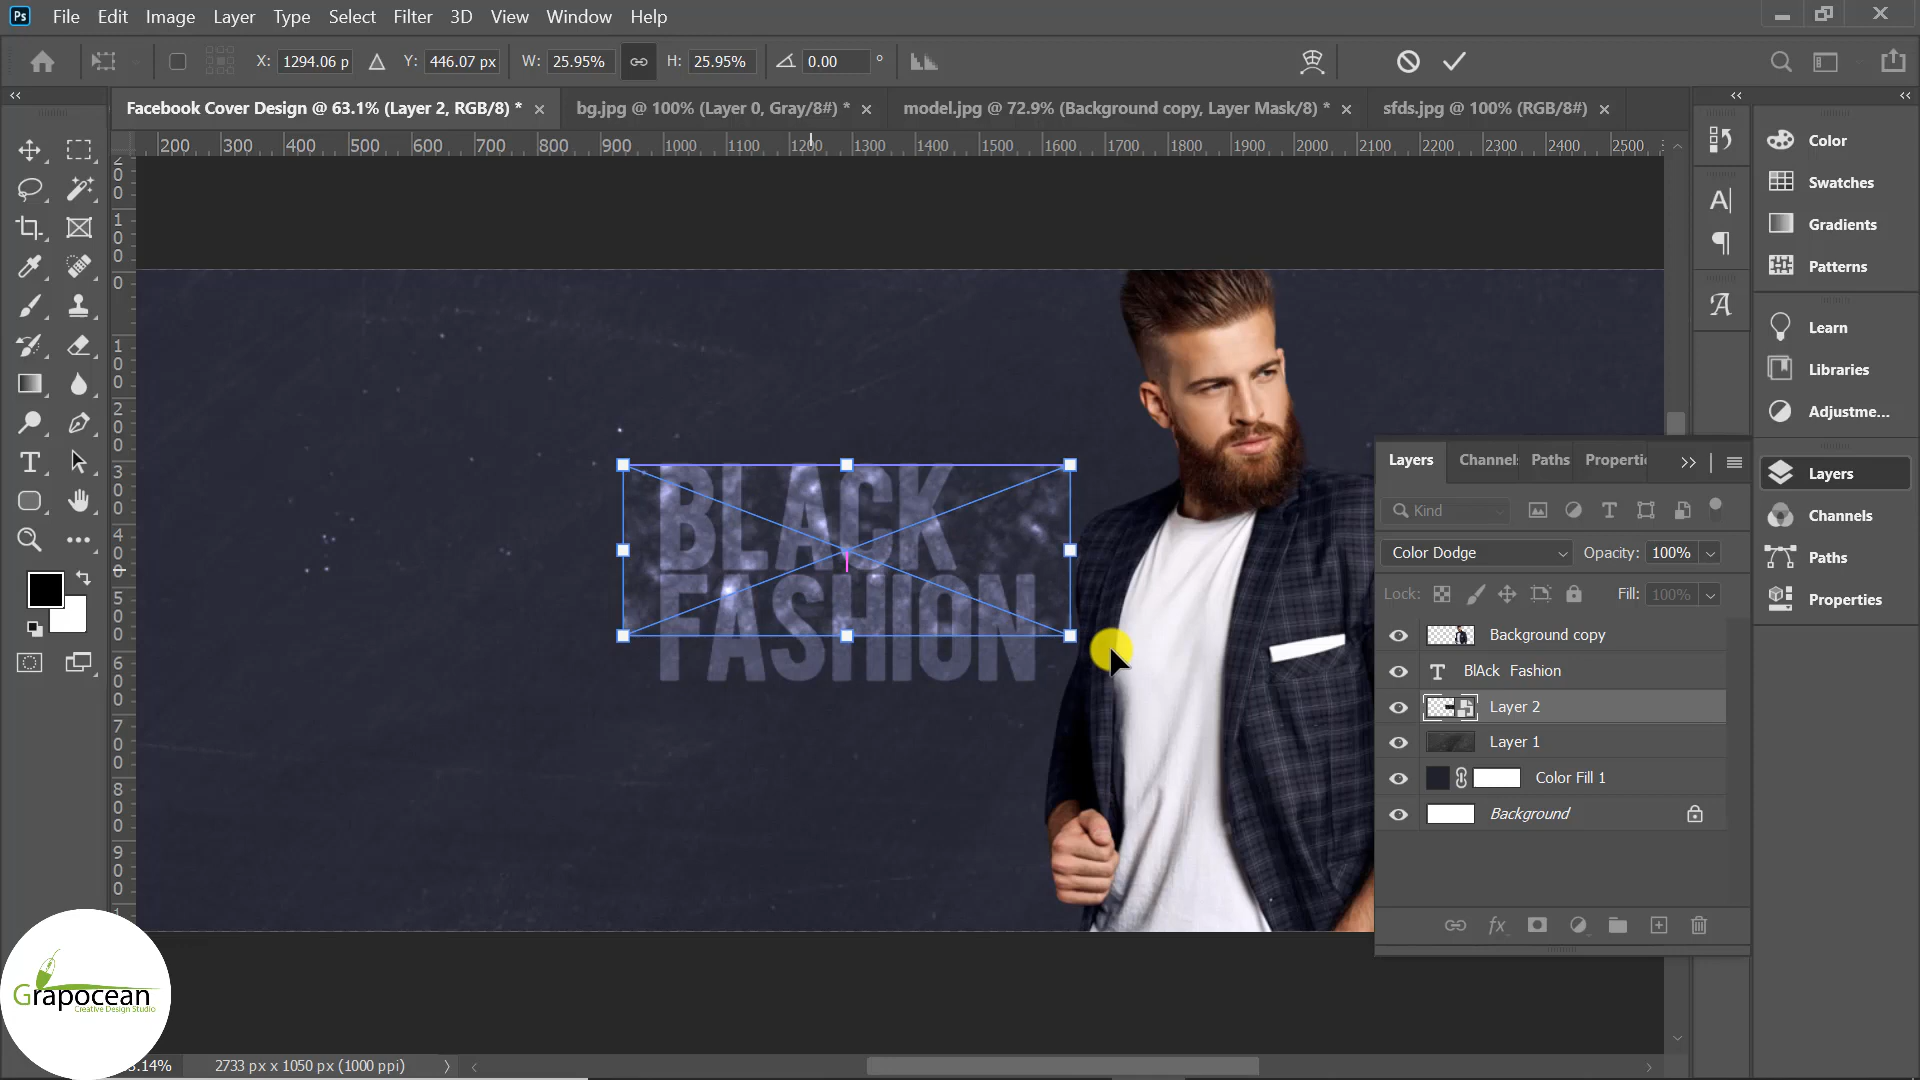 Ps File Edit Image Layer Type Select Filter 3D View Window Help
X: 1294.06 p Y: 446.07 px W: 25.95% H: 25.95% 0.00 °
Facebook Cover Design @ 63.1% (Layer 2, RGB/8) * bg.jpg @ 100% (Layer 0, Gray/8#) * model.jpg @ 72.9% (Background copy, Layer Mask/8) * sfds.jpg @ 100% (RGB/8#)
200 300 400 500 600 700 800 900 1000 1100 1200 1300 1400 1500 1600 1700 1800 1900 2000 2100 2200 2300 2400 2500
Color
Swatches
Gradients
Patterns
Learn
Libraries
Adjustme...
Layers
Channels
Paths
Properties
BLACK
FASHION
Layers Channel Paths Properti
Kind
Color Dodge Opacity: 100%
Lock: Fill: 100%
Background copy
BlAck Fashion
Layer 2
Layer 1
Color Fill 1
Background
Grapocean
Creative Design Studio
3.14% 2733 px x 1050 px (1000 ppi)